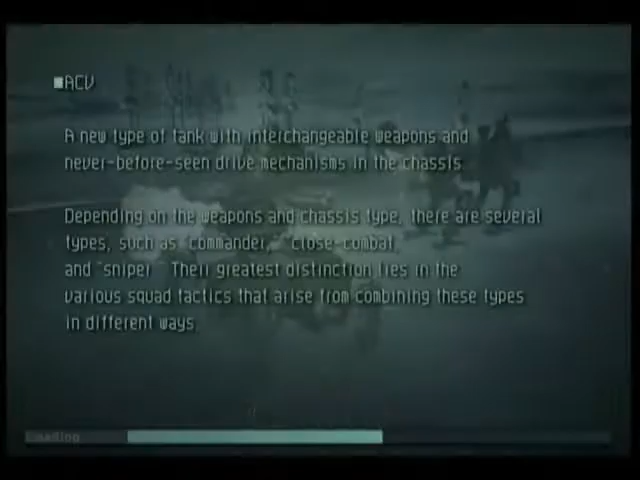 ■ACV
A new type of tank with interchangeable weapons and
never-before-seen drive mechanisms in the chassis.
Depending on the weapons and chassis type, there are several
types, such as "commander," "close-combat,"
and "sniper." Their greatest distinction lies in the
various squad tactics that arise from combining these types
in different ways.
Loading